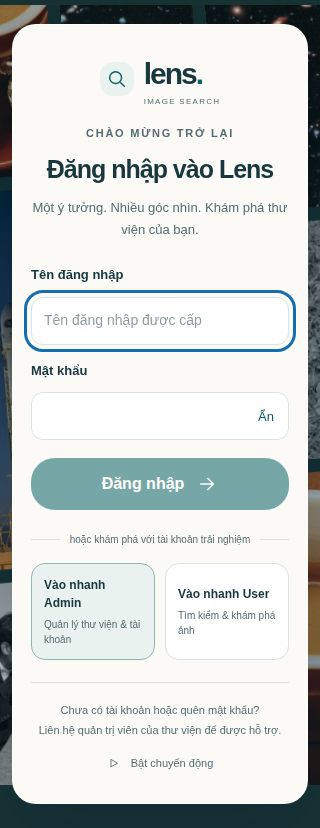 lens.
IMAGE SEARCH
CHÀO MỪNG TRỞ LẠI
Đăng nhập vào Lens
Một ý tưởng. Nhiều góc nhìn. Khám phá thư
viện của bạn.
Tên đăng nhập
Tên đăng nhập được cấp
Mật khẩu
Ẩn
Đăng nhập
hoặc khám phá với tài khoản trải nghiệm
Vào nhanh
Admin
Quản lý thư viện & tài
khoản
Vào nhanh User
Tìm kiếm & khám phá
ảnh
Chưa có tài khoản hoặc quên mật khẩu?
Liên hệ quản trị viên của thư viện để được hỗ trợ.
Bật chuyển động